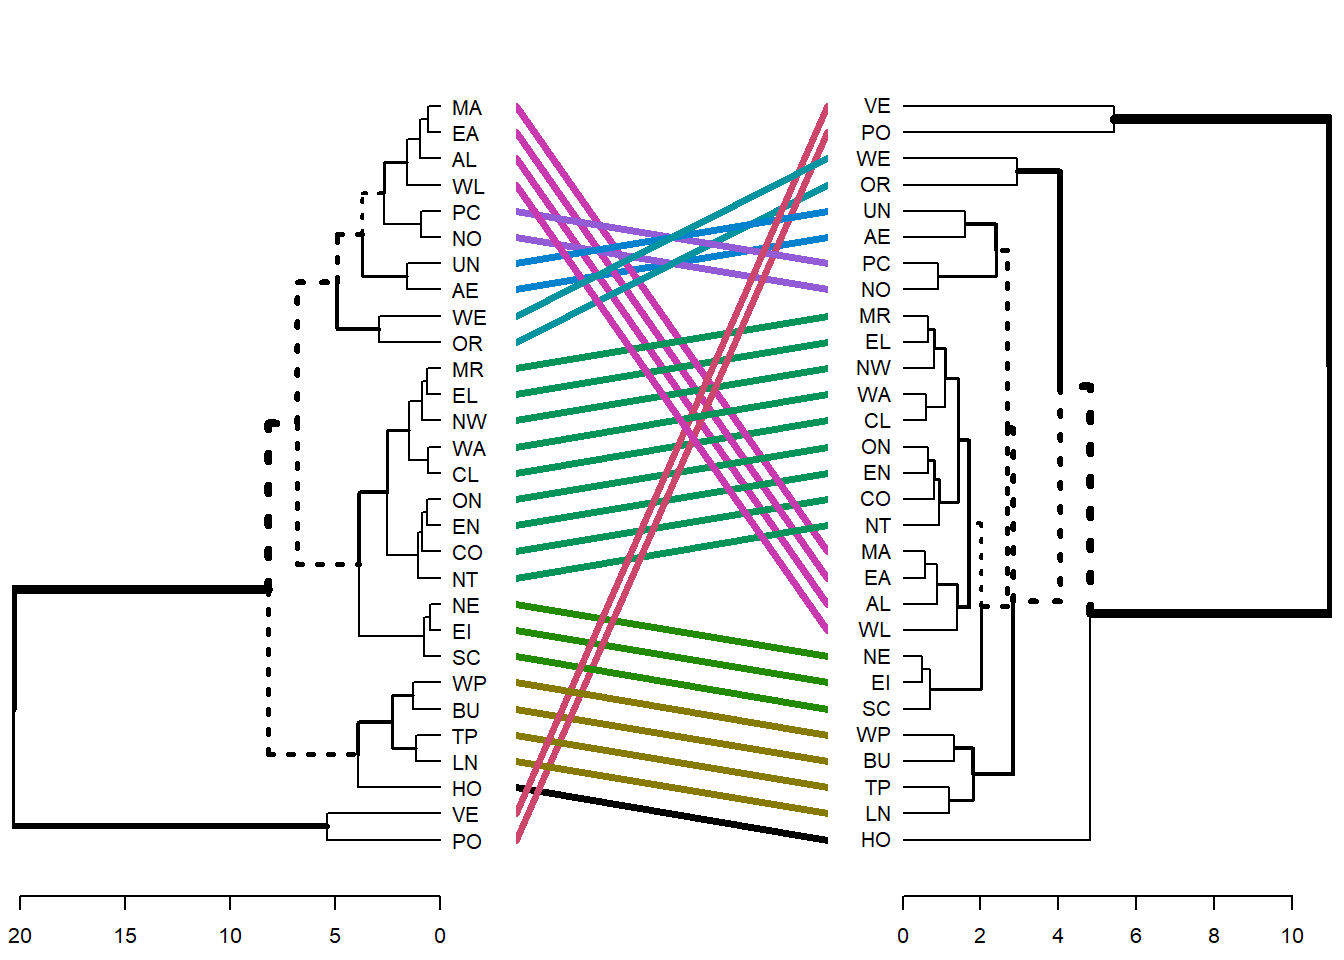 MA
EA
AL
WL
PC
NO
UN
AE
WE
OR
MR
EL
NW
WA
CL
ON
EN
CO
NT
NE
EI
SC
WP
BU
TP
LN
HO
VE
PO
20 15 10 5 0
VE
PO
WE
OR
UN
AE
PC
NO
MR
EL
NW
WA
CL
ON
EN
CO
NT
MA
EA
AL
WL
NE
EI
SC
WP
BU
TP
LN
HO
0 2 4 6 8 10